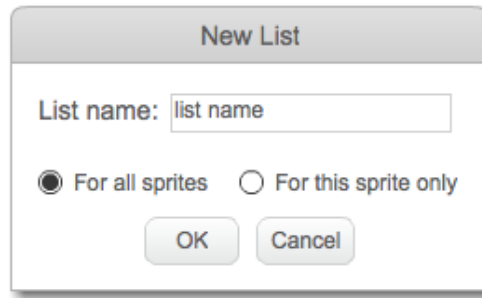 New List
List name: list name
For all sprites For this sprite only
OK Cancel